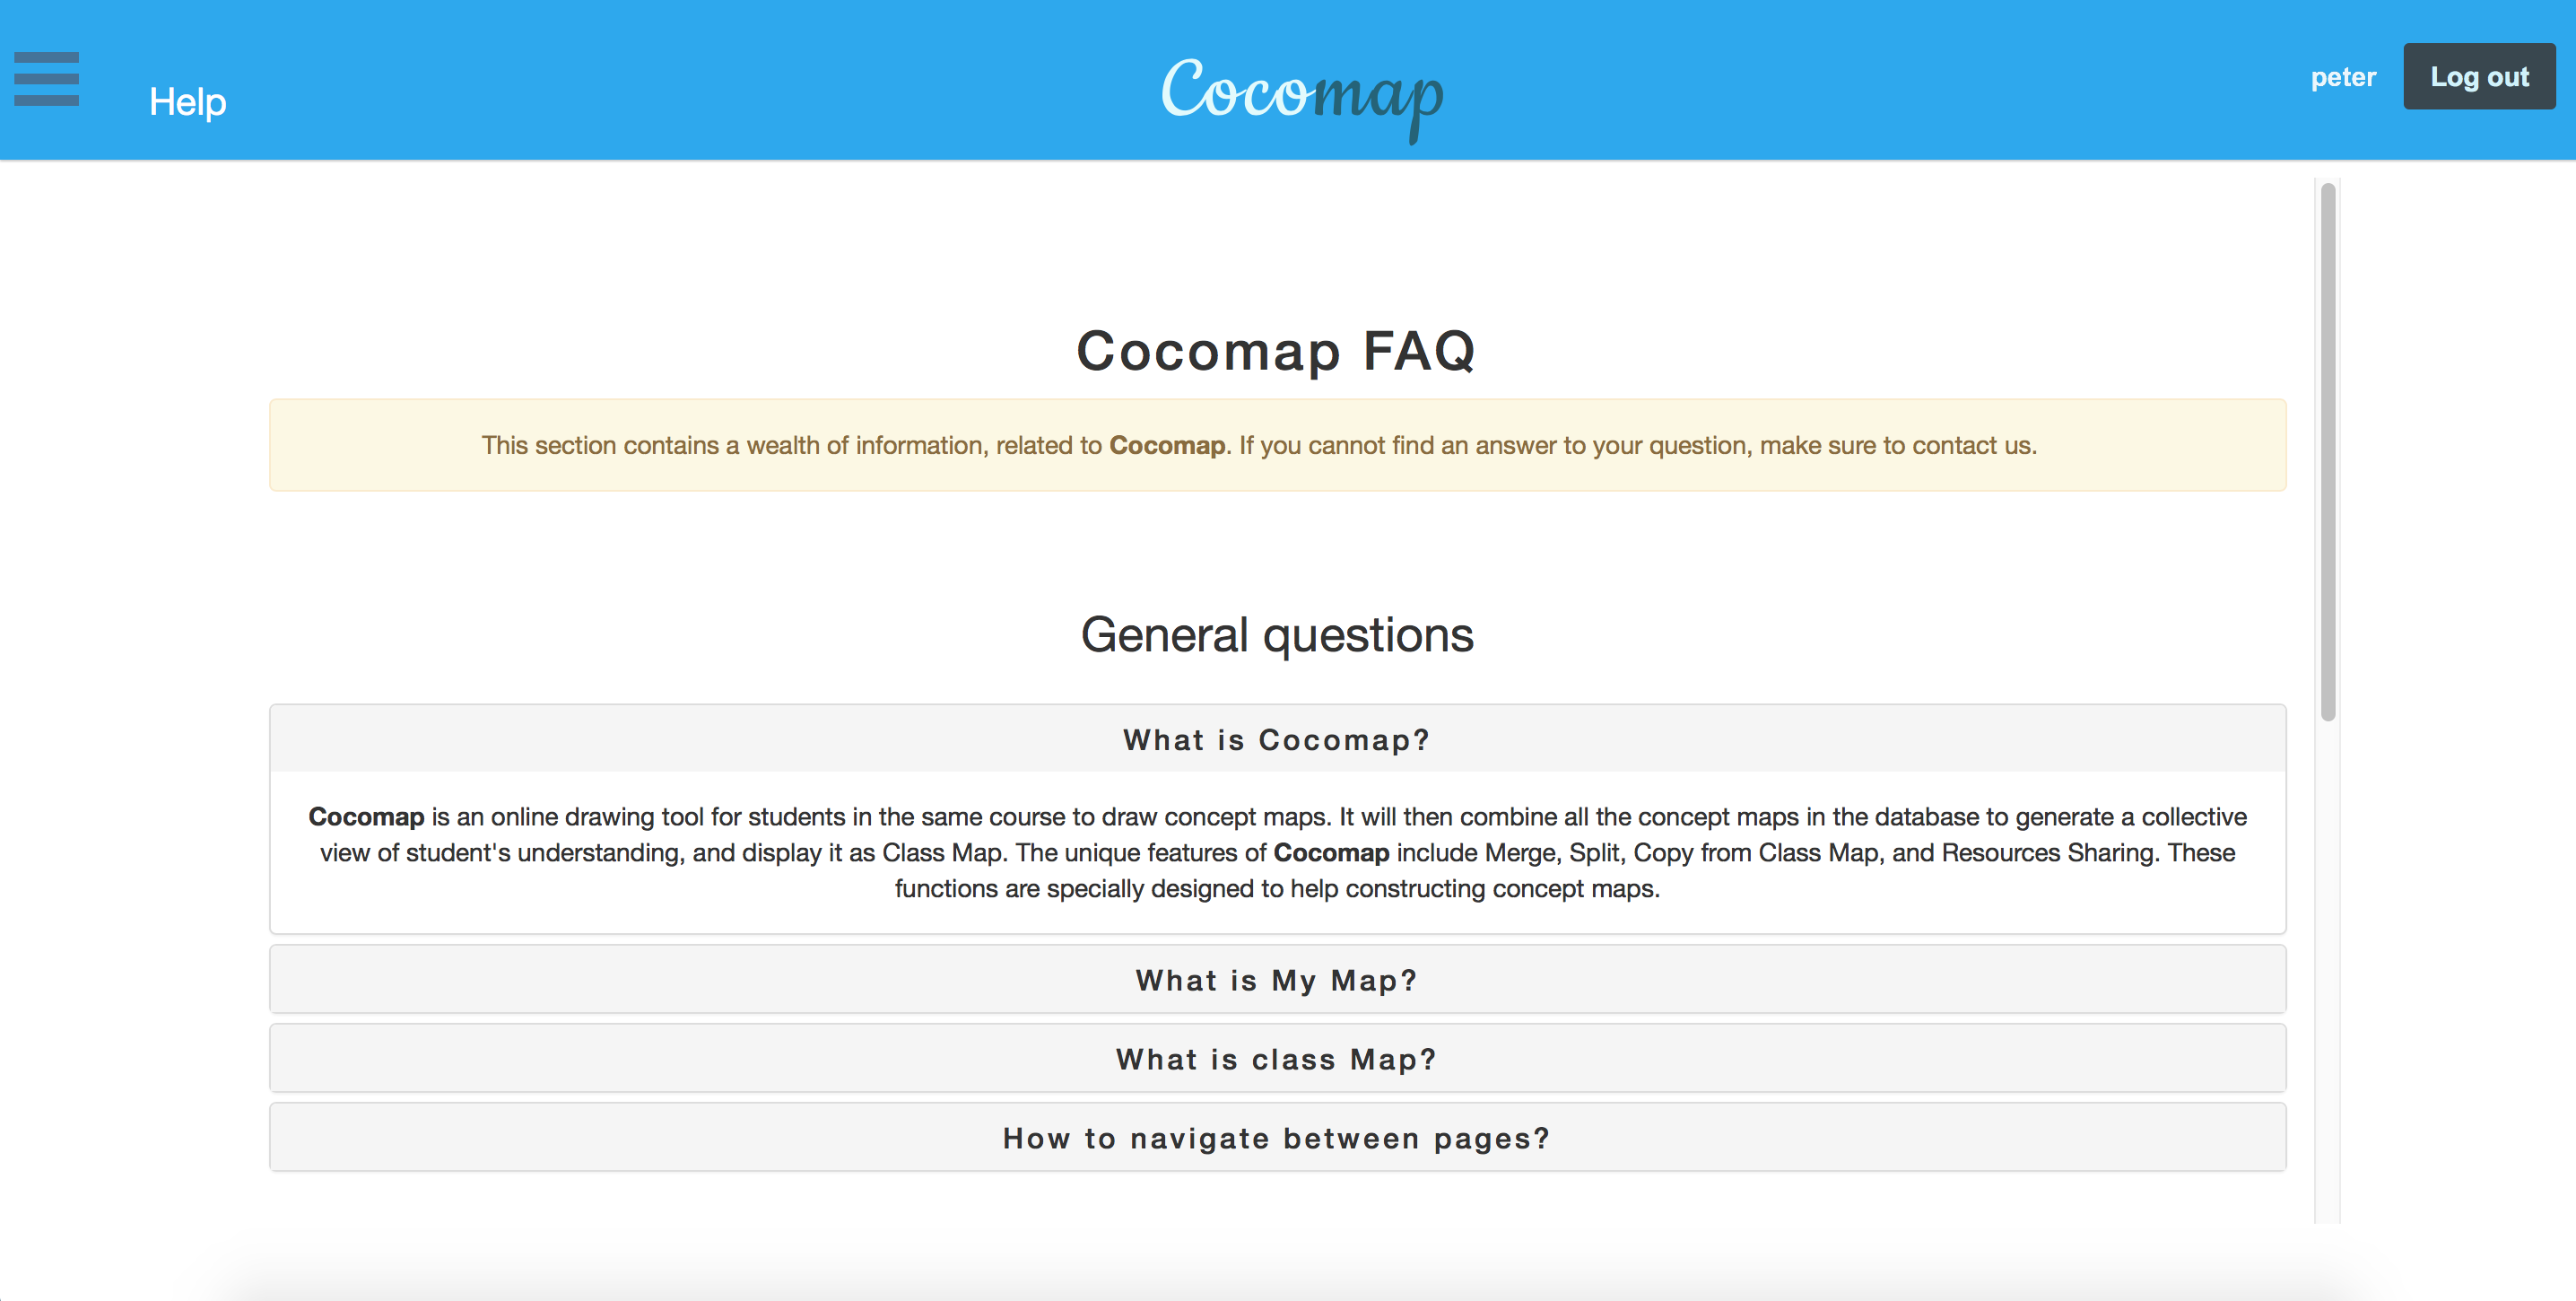 Help
Cocomap
peter
Log out
Cocomap FAQ
This section contains a wealth of information, related to Cocomap. If you cannot find an answer to your question, make sure to contact us.
General questions
What is Cocomap?
Cocomap is an online drawing tool for students in the same course to draw concept maps. It will then combine all the concept maps in the database to generate a collective
view of student's understanding, and display it as Class Map. The unique features of Cocomap include Merge, Split, Copy from Class Map, and Resources Sharing. These
functions are specially designed to help constructing concept maps.
What is My Map?
What is class Map?
How to navigate between pages?